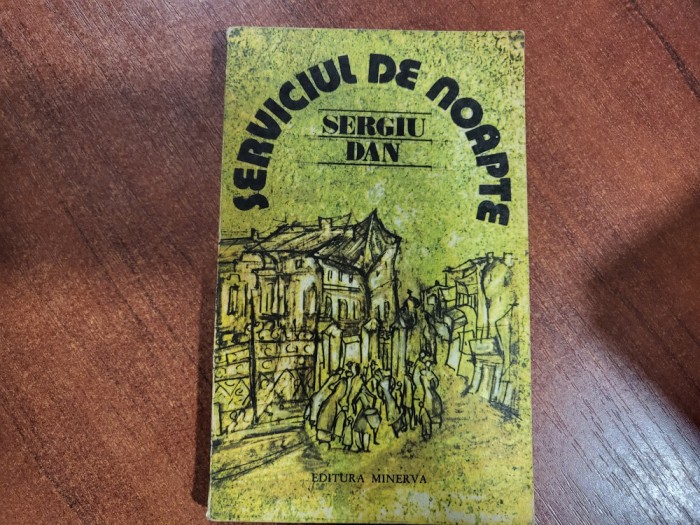 SERVICIUL DE NOAPTE
SERGIU
DAN
EDITURA MINERVA